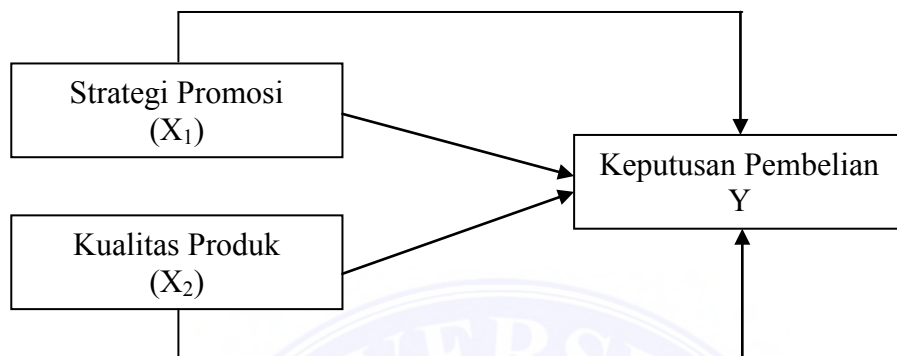 Strategi Promosi
(X₁)
Keputusan Pembelian
Y
Kualitas Produk
(X₂)